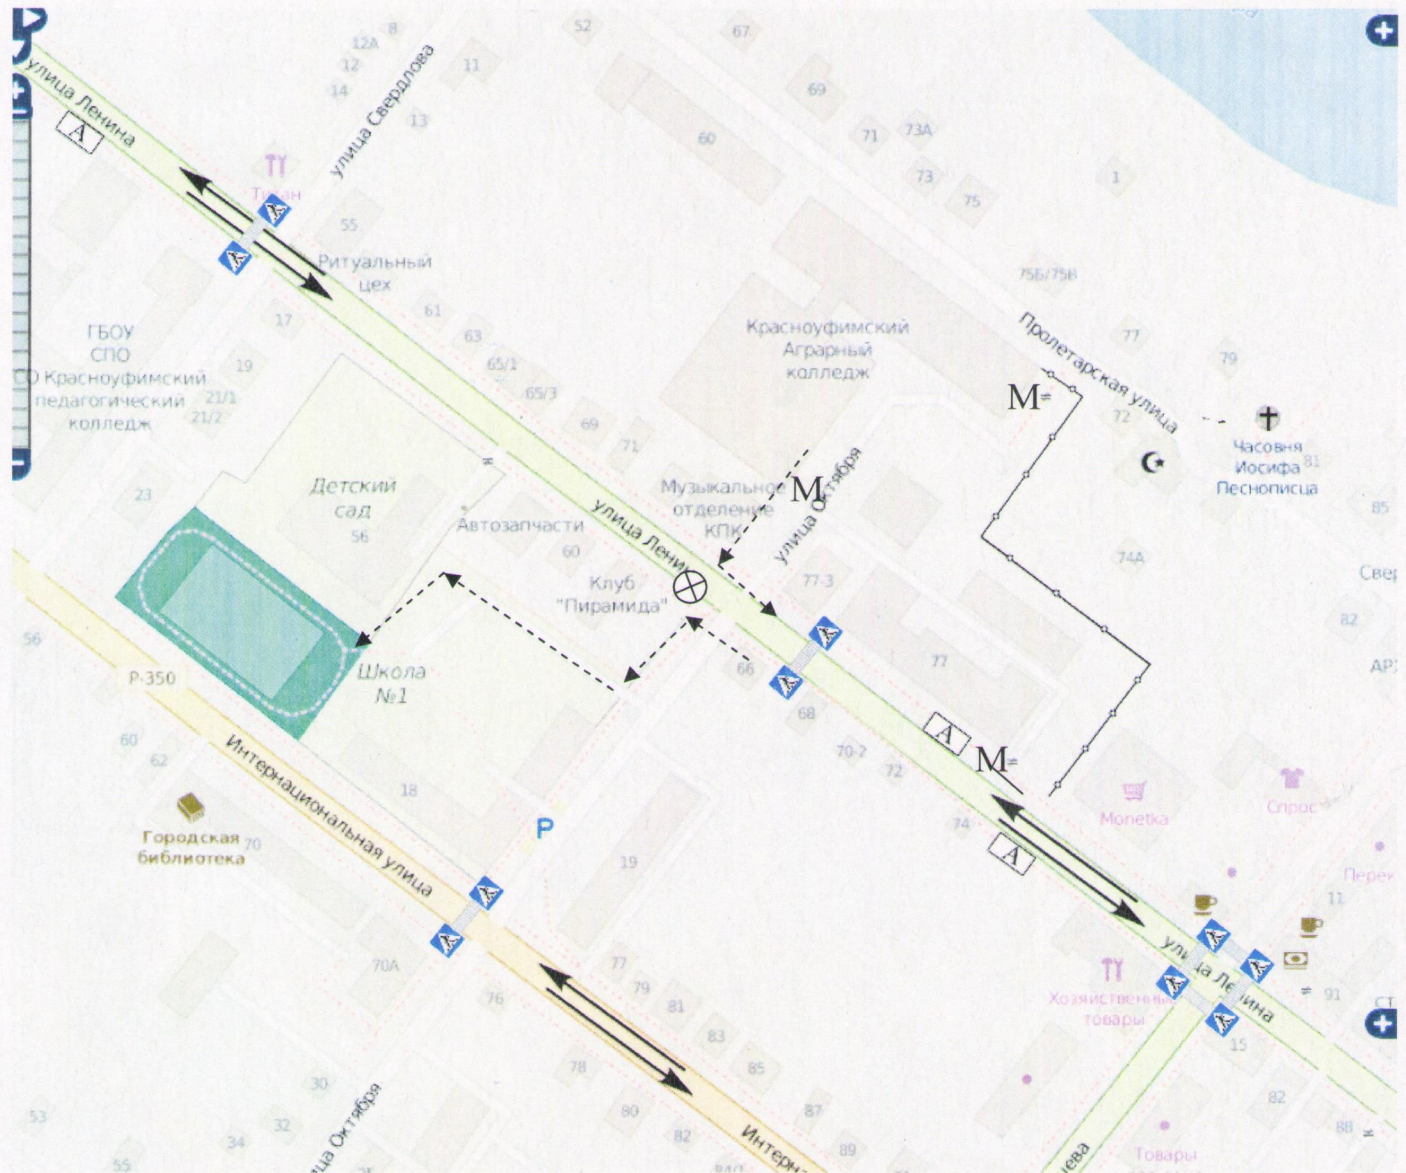 8
52
67
12А
12
14
11
13
улица Свердлова
улица Ленина
А
69
60
71
73А
73
75
1
Титан
55
Ритуальный
цех
75Б/75В
61
63
65/1
65/3
17
19
21/1
21/2
ГБОУ
СПО
СО Красноуфимский
педагогический
колледж
Красноуфимский
Аграрный
колледж
Пролетарская улица
77
79
М
72
Часовня
Иосифа
Песнописца
81
69
71
85
23
Детский
сад
56
Автозапчасти
60
Музыкальное
отделение
КПК
М
улица Октября
улица Ленин
74А
Клуб
"Пирамида"
77-3
82
56
Р-350
Школа
№1
66
77
68
70-2
72
А
М
60
62
Интернациональная улица
18
Monetka
Спрос
74
А
Городская
библиотека
70
P
19
Перек
11
70А
76
77
79
81
83
85
87
89
улица Ленина
Хозяйственные
товары
91
15
78
80
82
84/1
30
32
34
53
55
82
88
Товары